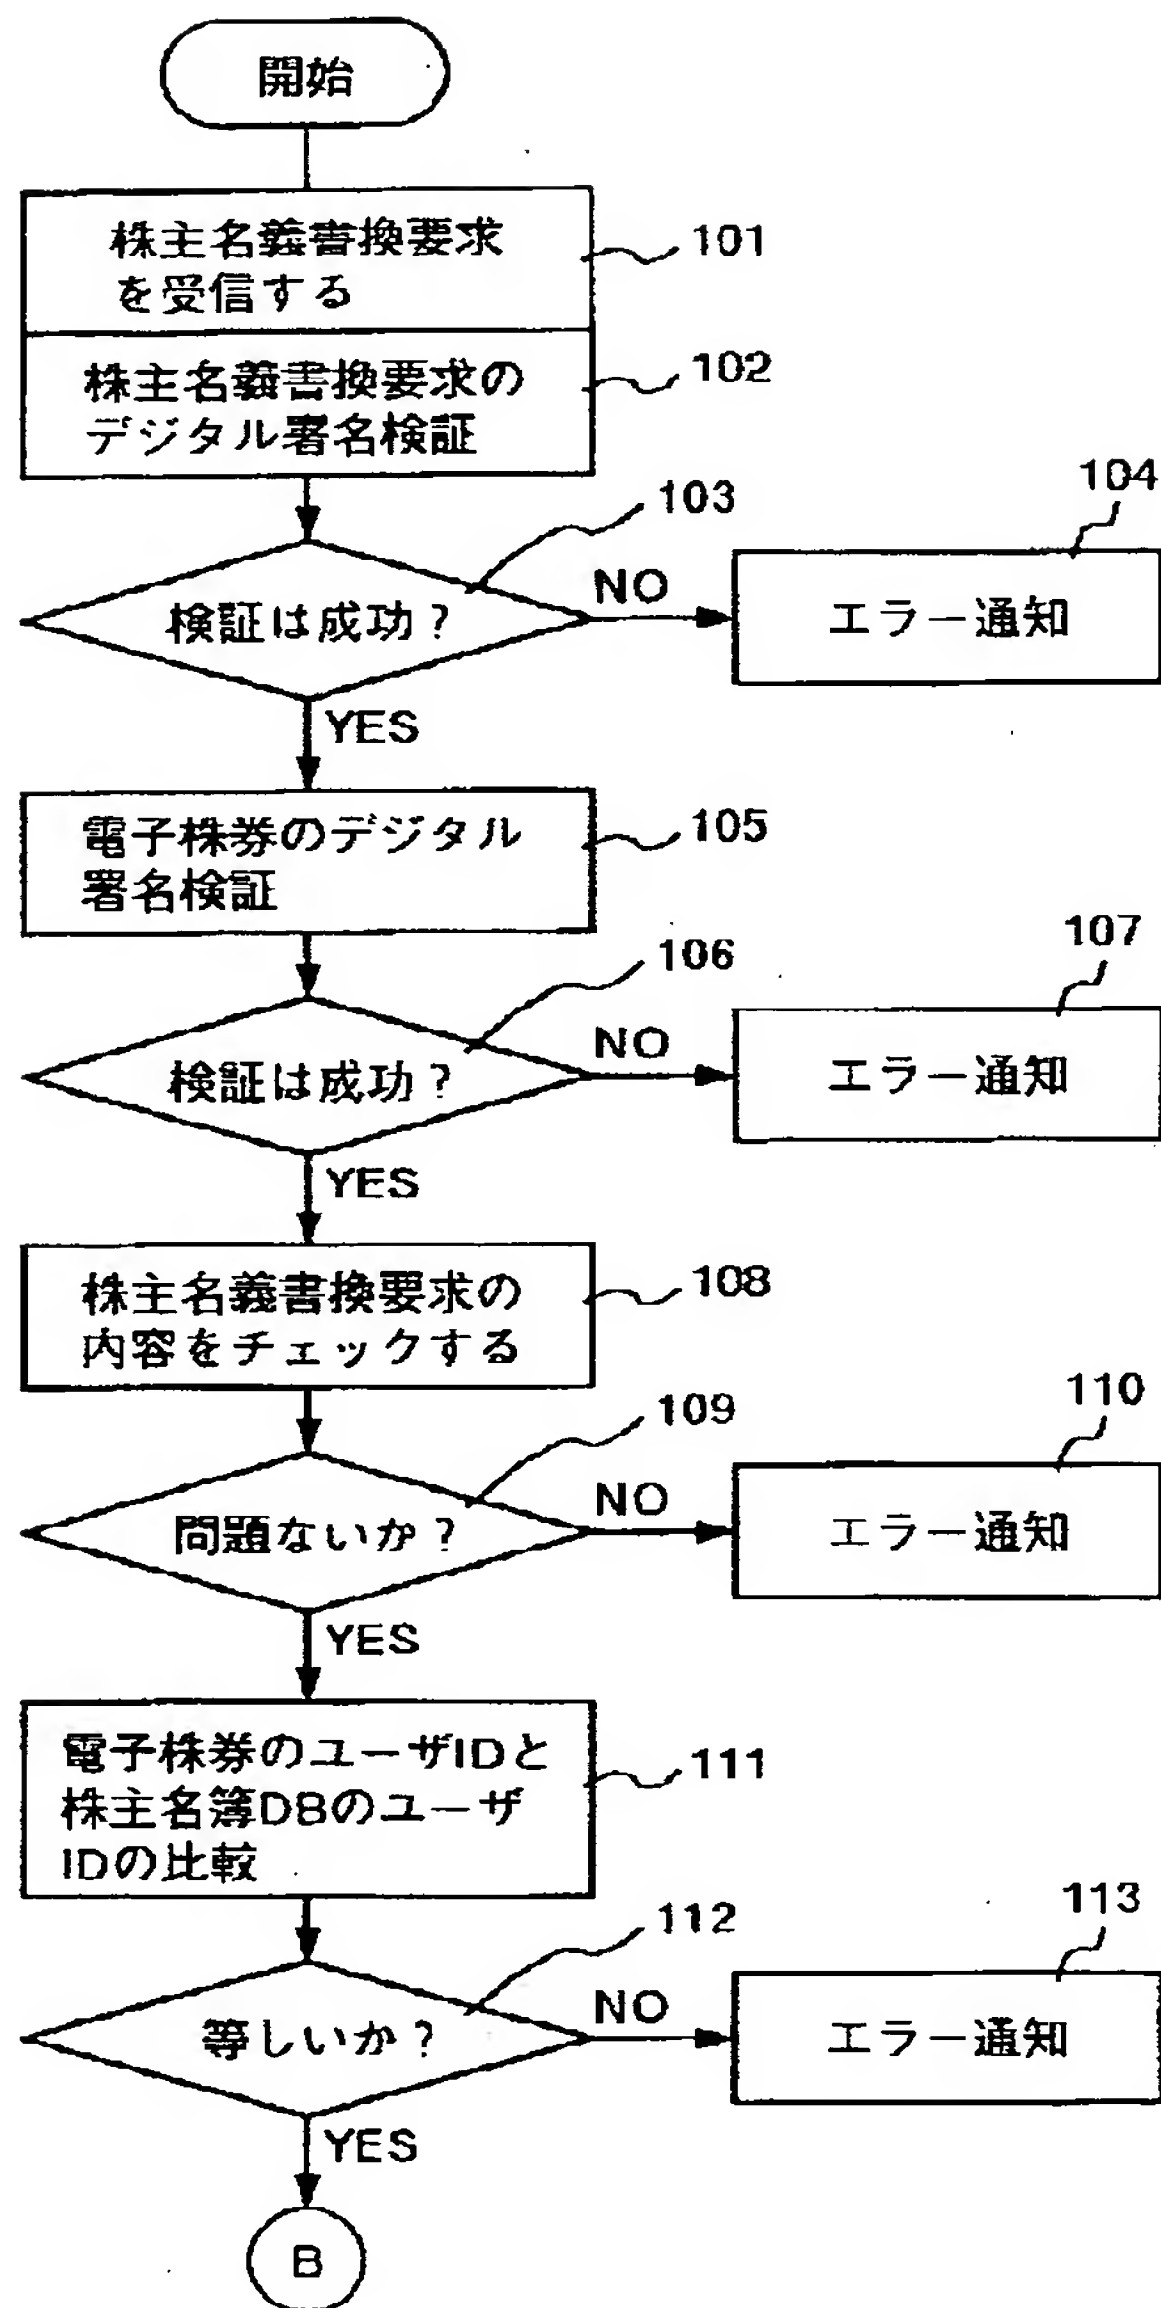 開始
株主名義書換要求
を受信する
101
株主名義書換要求の
デジタル署名検証
102
103
104
検証は成功?
NO
エラー通知
YES
電子株券のデジタル
署名検証
105
106
107
検証は成功?
NO
エラー通知
YES
株主名義書換要求の
内容をチェックする
108
109
110
問題ないか?
NO
エラー通知
YES
電子株券のユーザIDと
株主名簿DBのユーザ
IDの比較
111
112
113
等しいか?
NO
エラー通知
YES
B